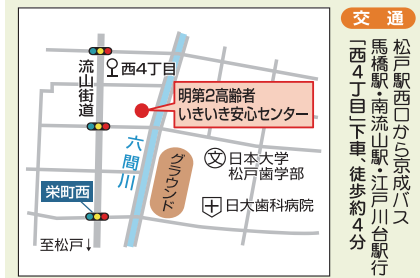 交通
松戸駅西口から京成バス
馬橋駅・南流山駅・江戸川台駅行
「西4丁目」下車、徒歩約4分
西4丁目
流山街道
明第2高齢者
いきいき安心センター
六間川
グラウンド
文
日本大学
松戸歯学部
栄町西
日大歯科病院
至松戸↓